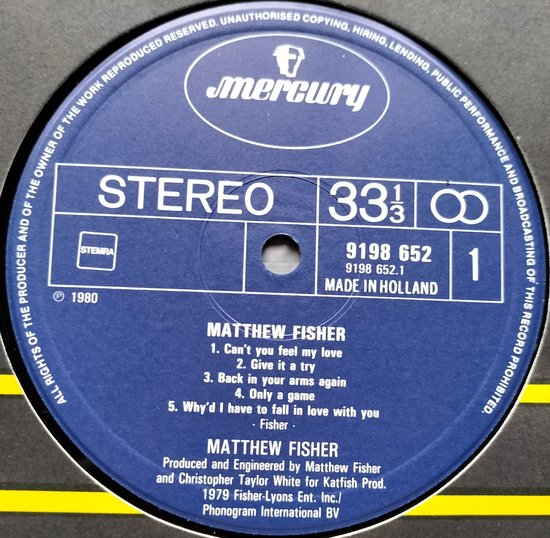 ALL RIGHTS OF THE PRODUCER AND OF THE OWNER OF THE WORK REPRODUCED RESERVED. UNAUTHORISED COPYING, HIRING, LENDING, PUBLIC PERFORMANCE AND BROADCASTING OF THIS RECORD PROHIBITED.
mercury
STEREO 33 1/3
STEMRA
9198 652
9198 652.1
MADE IN HOLLAND
1
℗ 1980
MATTHEW FISHER
1. Can't you feel my love
2. Give it a try
3. Back in your arms again
4. Only a game
5. Why'd I have to fall in love with you
- Fisher -
MATTHEW FISHER
Produced and Engineered by Matthew Fisher
and Christopher Taylor White for Katfish Prod.
1979 Fisher-Lyons Ent. Inc./
Phonogram International BV